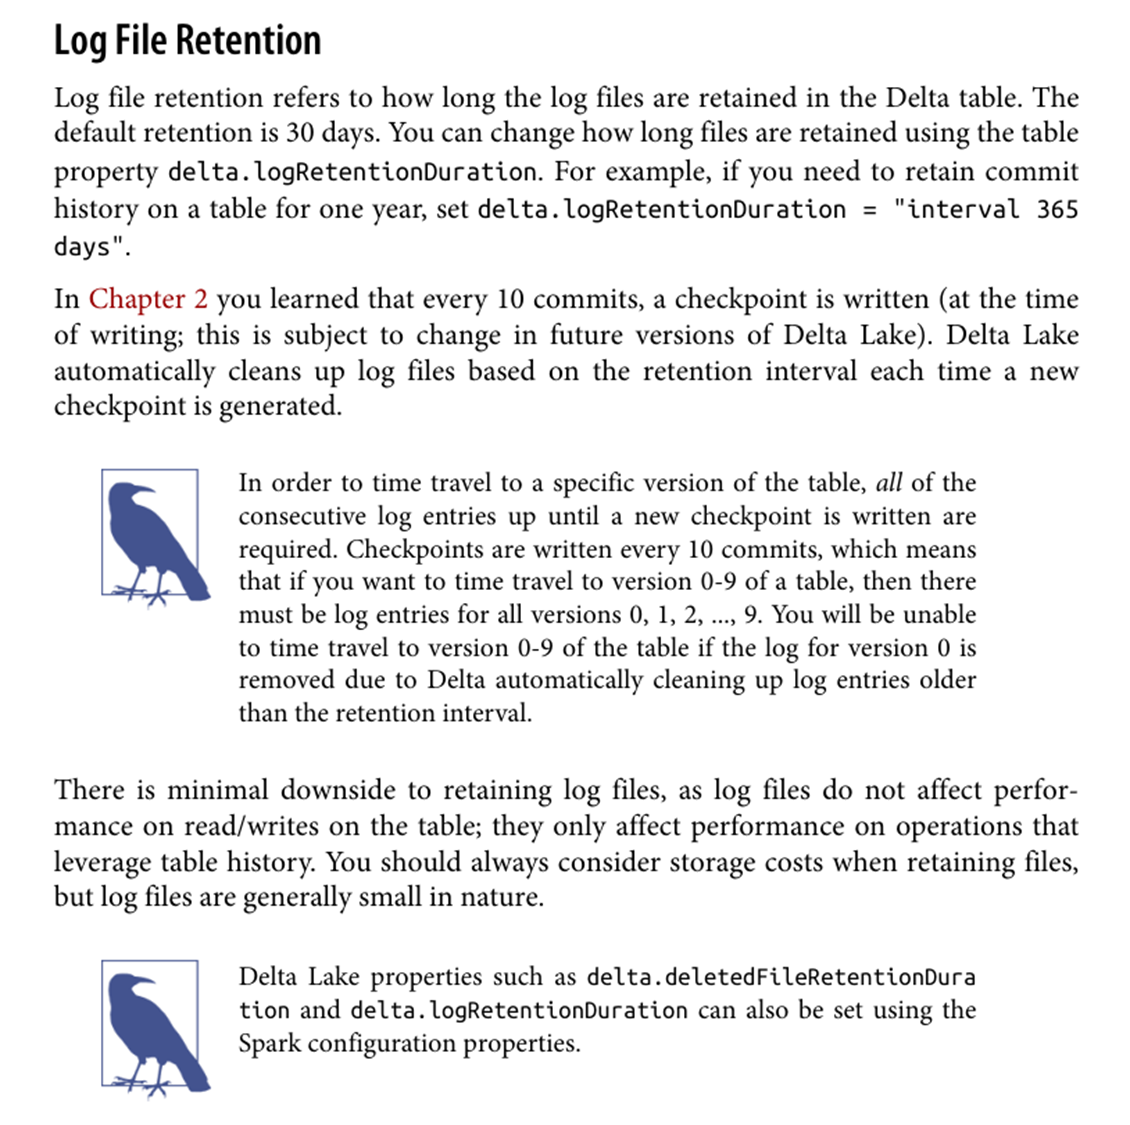 Log File Retention
Log file retention refers to how long the log files are retained in the Delta table. The
default retention is 30 days. You can change how long files are retained using the table
property delta.logRetentionDuration. For example, if you need to retain commit
history on a table for one year, set delta.logRetentionDuration = "interval 365
days".
In Chapter 2 you learned that every 10 commits, a checkpoint is written (at the time
of writing; this is subject to change in future versions of Delta Lake). Delta Lake
automatically cleans up log files based on the retention interval each time a new
checkpoint is generated.
In order to time travel to a specific version of the table, all of the
consecutive log entries up until a new checkpoint is written are
required. Checkpoints are written every 10 commits, which means
that if you want to time travel to version 0-9 of a table, then there
must be log entries for all versions 0, 1, 2, ..., 9. You will be unable
to time travel to version 0-9 of the table if the log for version 0 is
removed due to Delta automatically cleaning up log entries older
than the retention interval.
There is minimal downside to retaining log files, as log files do not affect perfor-
mance on read/writes on the table; they only affect performance on operations that
leverage table history. You should always consider storage costs when retaining files,
but log files are generally small in nature.
Delta Lake properties such as delta.deletedFileRetentionDura
tion and delta.logRetentionDuration can also be set using the
Spark configuration properties.